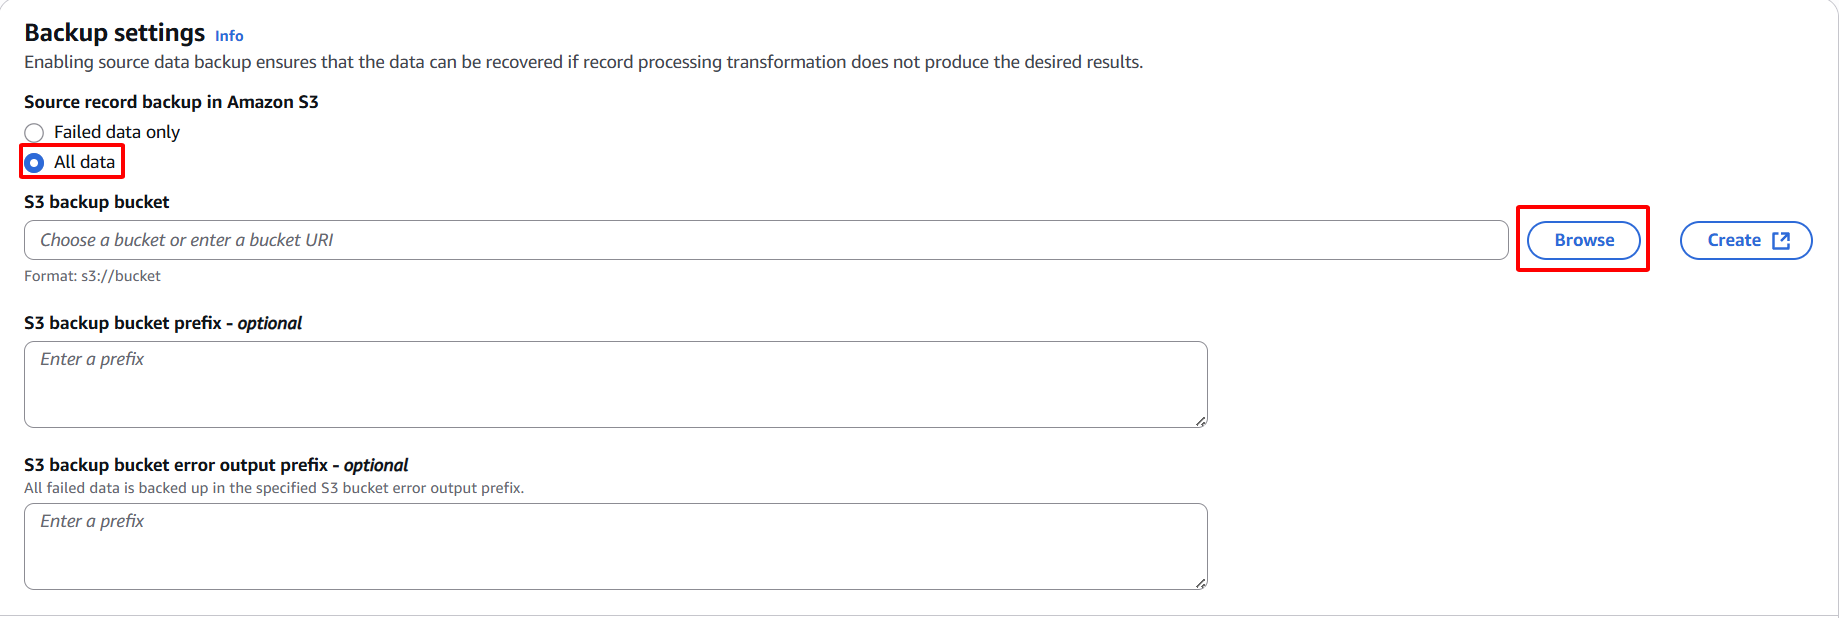 Backup settings Info
Enabling source data backup ensures that the data can be recovered if record processing transformation does not produce the desired results.
Source record backup in Amazon S3
Failed data only
All data
S3 backup bucket
Choose a bucket or enter a bucket URI
Browse
Create
Format: s3://bucket
S3 backup bucket prefix - optional
Enter a prefix
S3 backup bucket error output prefix - optional
All failed data is backed up in the specified S3 bucket error output prefix.
Enter a prefix